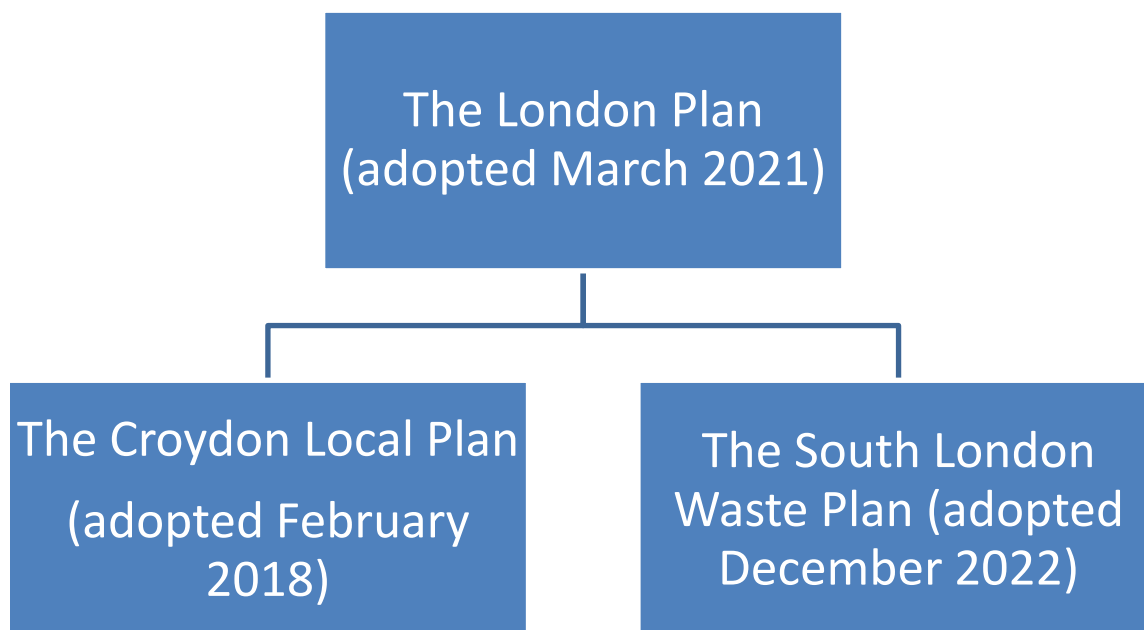 The London Plan
(adopted March 2021)
The Croydon Local Plan
(adopted February
2018)
The South London
Waste Plan (adopted
December 2022)